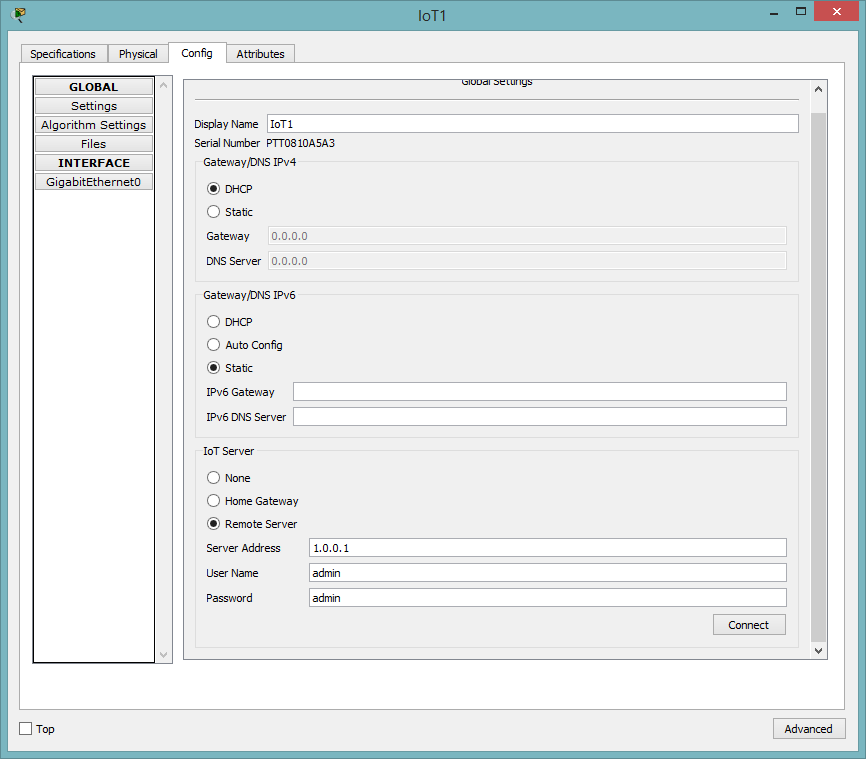 IoT1
Specifications Physical Config Attributes
GLOBAL
Settings
Algorithm Settings
Files
INTERFACE
GigabitEthernet0
Global Settings
Display Name IoT1
Serial Number PTT0810A5A3
Gateway/DNS IPv4
DHCP
Static
Gateway 0.0.0.0
DNS Server 0.0.0.0
Gateway/DNS IPv6
DHCP
Auto Config
Static
IPv6 Gateway
IPv6 DNS Server
IoT Server
None
Home Gateway
Remote Server
Server Address 1.0.0.1
User Name admin
Password admin
Connect
Top Advanced